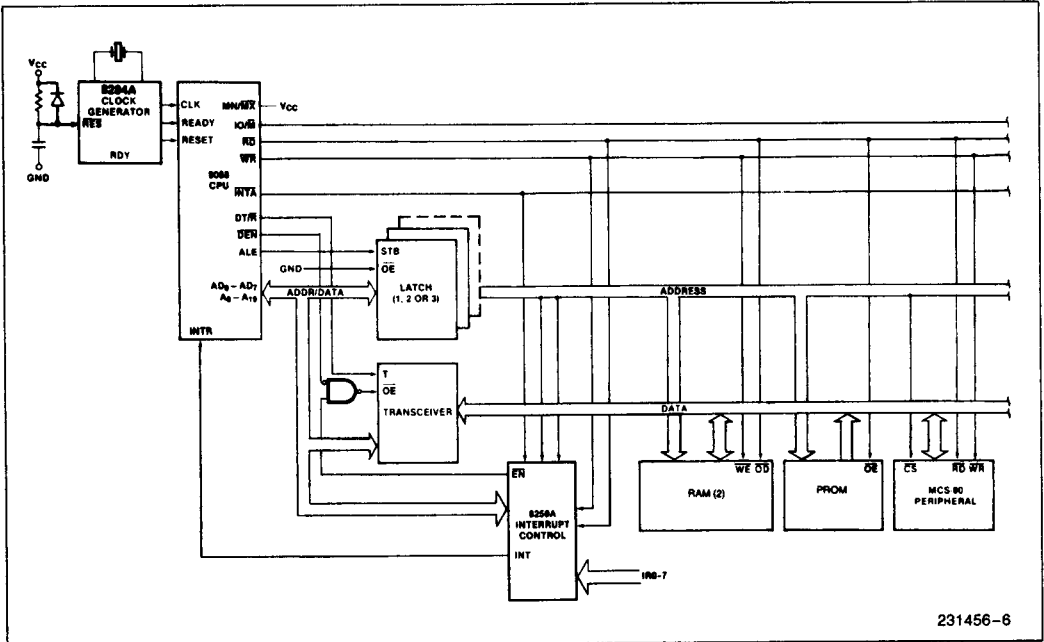 VCC
8284A
CLOCK
GENERATOR
RES
RDY
GND
CLK
READY
RESET
8088
CPU
MN/MX
VCC
IO/M
RD
WR
INTA
DT/R
DEN
ALE
AD0 – AD7
A8 – A19
INTR
ADDR/DATA
GND
STB
OE
LATCH
(1, 2 OR 3)
ADDRESS
T
OE
TRANSCEIVER
DATA
EN
8259A
INTERRUPT
CONTROL
INT
IR0-7
WE OD
RAM (2)
OE
PROM
CS RD WR
MCS 80
PERIPHERAL
231456–6